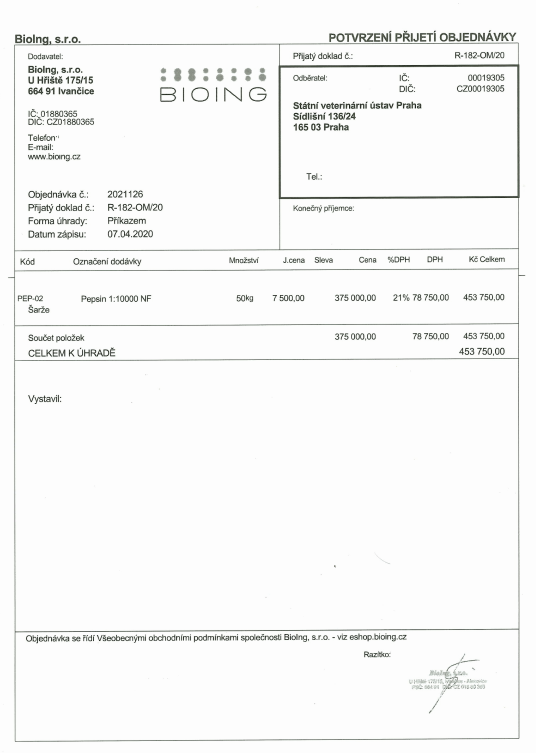 BioIng, s.r.o.
POTVRZENÍ PŘIJETÍ OBJEDNÁVKY
Dodavatel:
BioIng, s.r.o.
U Hřiště 175/15
664 91 Ivančice
IČ: 01880365
DIČ: CZ01880365
Telefon
E-mail:
www.bioing.cz
BIOING
Objednávka č.: 2021126
Přijatý doklad č.: R-182-OM/20
Forma úhrady: Příkazem
Datum zápisu: 07.04.2020
Přijatý doklad č.: R-182-OM/20
Odběratel: IČ: 00019305
DIČ: CZ00019305
Státní veterinární ústav Praha
Sídlišní 136/24
165 03 Praha
Tel.:
Konečný příjemce:
Kód Označení dodávky Množství J.cena Sleva Cena %DPH DPH Kč Celkem
PEP-02 Pepsin 1:10000 NF 50kg 7 500,00 375 000,00 21% 78 750,00 453 750,00
Šarže
Součet položek 375 000,00 78 750,00 453 750,00
CELKEM K ÚHRADĚ 453 750,00
Vystavil:
Objednávka se řídí Všeobecnými obchodními podmínkami společnosti BioIng, s.r.o. - viz eshop.bioing.cz
Razítko:
BioIng, s.r.o.